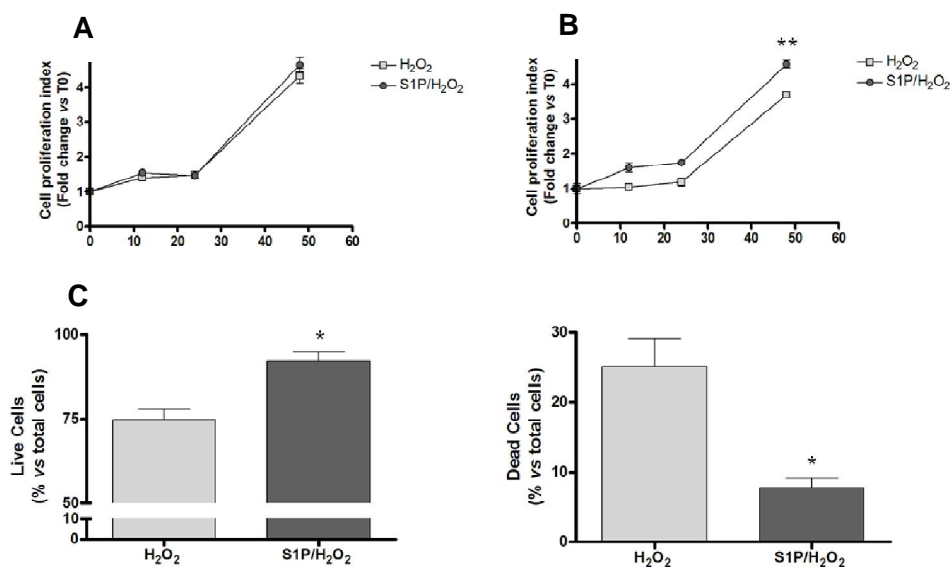 A
Cell proliferation index
(Fold change vs T0)
4
3
2
1
0
0 10 20 30 40 50 60
H₂O₂
S1P/H₂O₂
B
Cell proliferation index
(Fold change vs T0)
4
3
2
1
0
0 10 20 30 40 50 60
**
H₂O₂
S1P/H₂O₂
C
Live Cells
(% vs total cells)
100
75
50
10
0
*
H₂O₂ S1P/H₂O₂
Dead Cells
(% vs total cells)
30
20
10
0
*
H₂O₂ S1P/H₂O₂